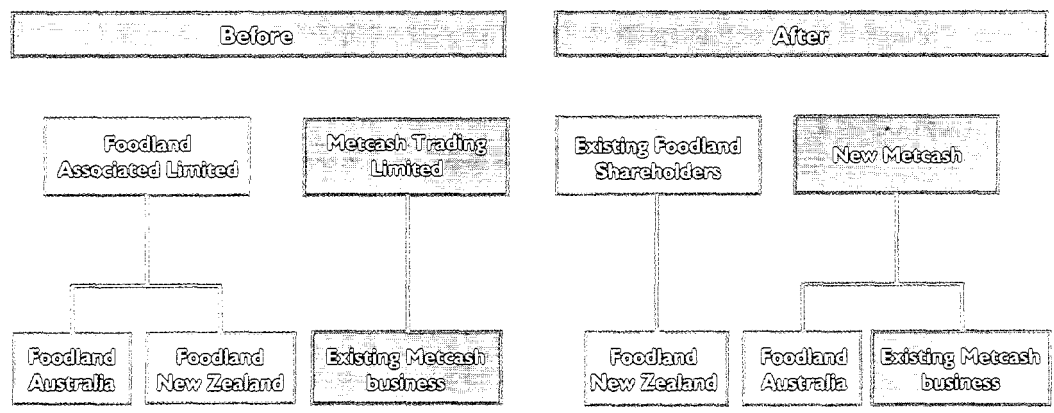 Before
After
Foodland
Associated Limited
Metcash Trading
Limited
Existing Foodland
Shareholders
New Metcash
Foodland
Australia
Foodland
New Zealand
Existing Metcash
business
Foodland
New Zealand
Foodland
Australia
Existing Metcash
business